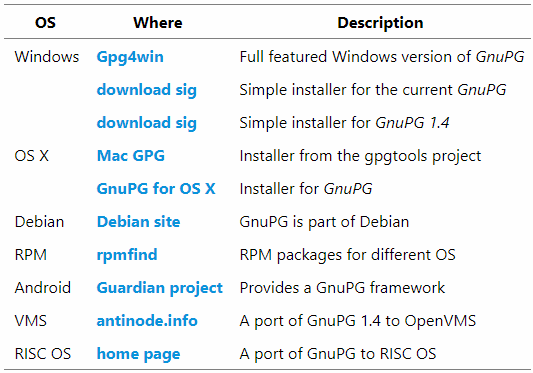 OS Where Description
Windows Gpg4win Full featured Windows version of GnuPG
download sig Simple installer for the current GnuPG
download sig Simple installer for GnuPG 1.4
OS X Mac GPG Installer from the gpgtools project
GnuPG for OS X Installer for GnuPG
Debian Debian site GnuPG is part of Debian
RPM rpmfind RPM packages for different OS
Android Guardian project Provides a GnuPG framework
VMS antinode.info A port of GnuPG 1.4 to OpenVMS
RISC OS home page A port of GnuPG to RISC OS